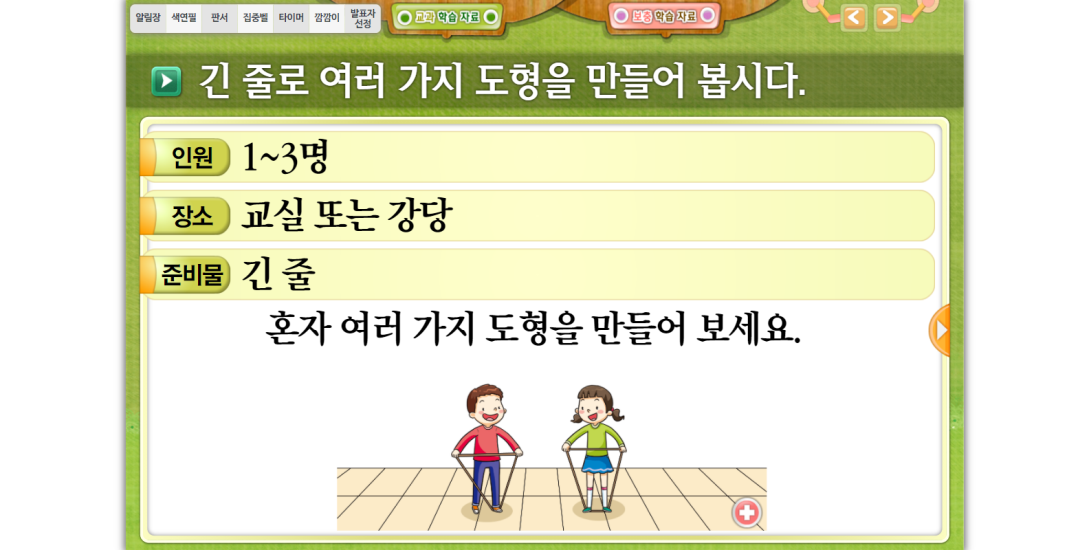 알림장 색연필 판서 집중벨 타이머 깜깜이 발표자 선정
교과 학습 자료
보충 학습 자료
긴 줄로 여러 가지 도형을 만들어 봅시다.
인원 1~3명
장소 교실 또는 강당
준비물 긴 줄
혼자 여러 가지 도형을 만들어 보세요.